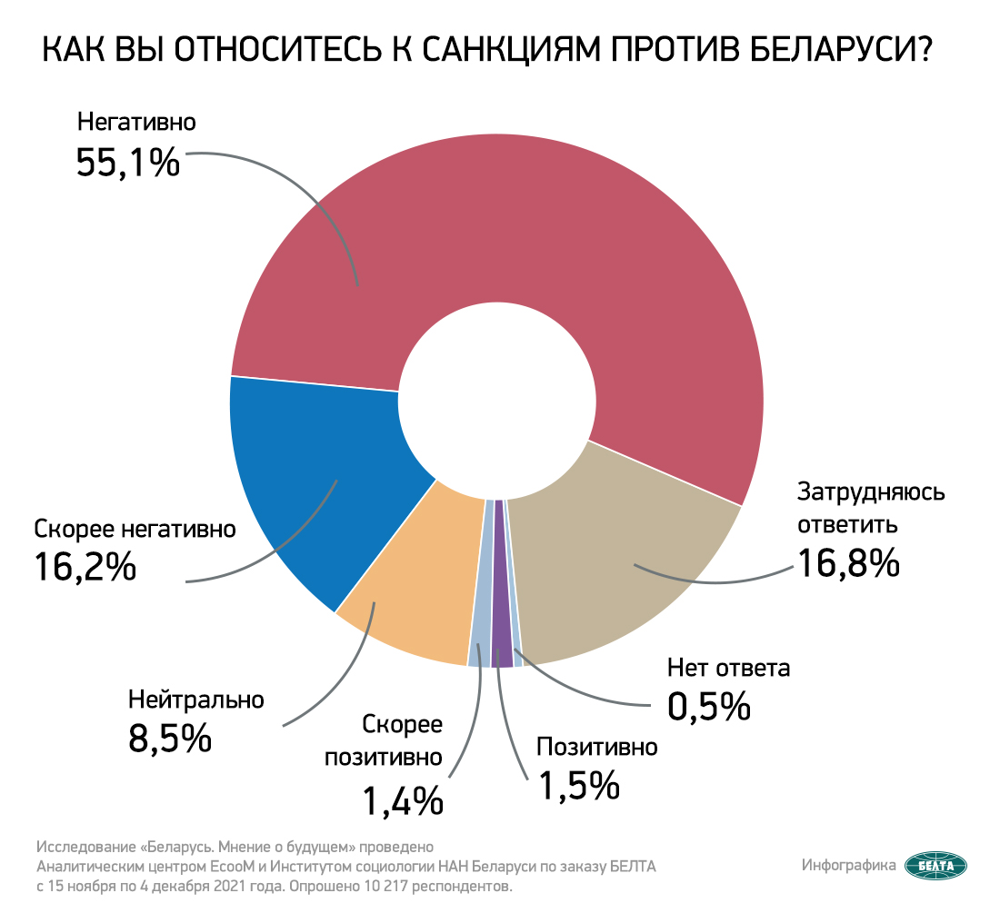 КАК ВЫ ОТНОСИТЕСЬ К САНКЦИЯМ ПРОТИВ БЕЛАРУСИ?
Негативно
55,1%
Скорее негативно
16,2%
Нейтрально
8,5%
Скорее
позитивно
1,4%
Позитивно
1,5%
Нет ответа
0,5%
Затрудняюсь
ответить
16,8%
Исследование «Беларусь. Мнение о будущем» проведено
Аналитическим центром EcooM и Институтом социологии НАН Беларуси по заказу БЕЛТА
с 15 ноября по 4 декабря 2021 года. Опрошено 10 217 респондентов.
Инфографика
БЕЛТА